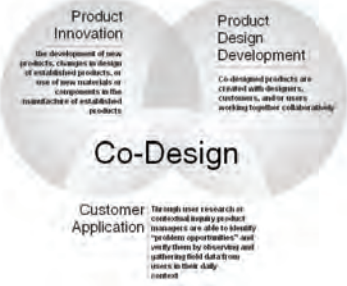 Product
Innovation
the development of new
products, changes in design
of established products, or
use of new materials or
components in the
manufacture of established
products
Product
Design
Development
Co-designed products are
created with designers,
customers, and/or users
working together collaboratively
Co-Design
Customer
Application
Through user research or
contextual inquiry product
managers are able to identify
"problem opportunities" and
verify them by observing and
gathering field data from
users in their daily
context